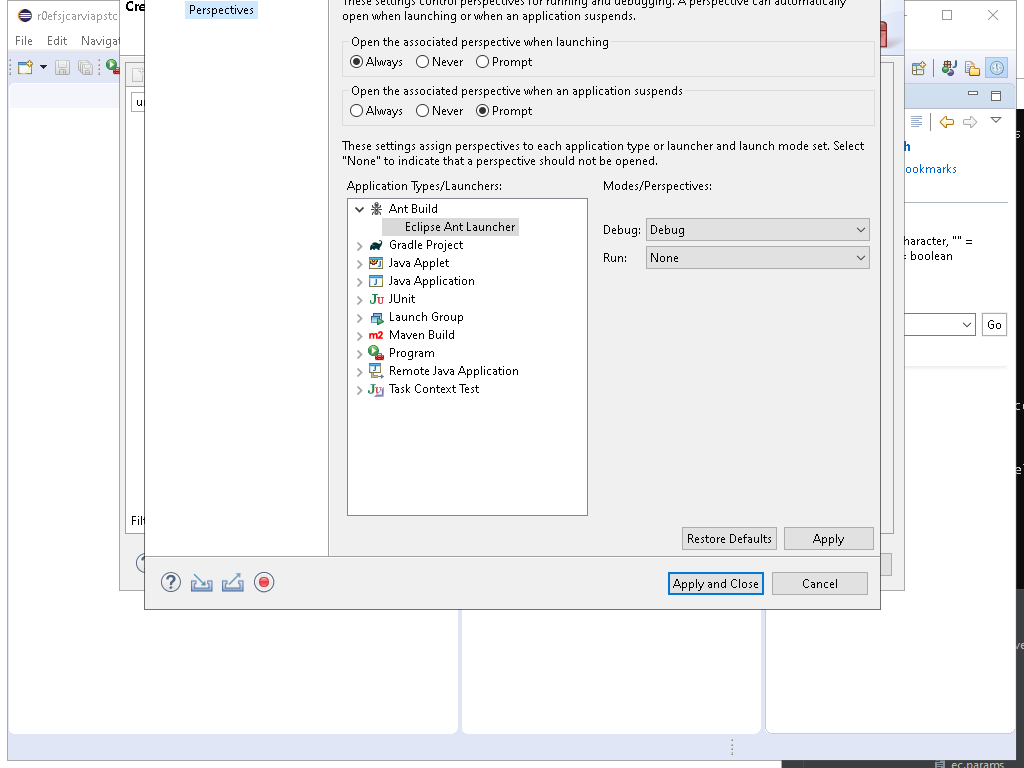 r0efsjcarviapstc
Cre
Perspectives
These settings control perspectives for running and debugging. A perspective can automatically
open when launching or when an application suspends.
File Edit Navigat
Open the associated perspective when launching
Always Never Prompt
Open the associated perspective when an application suspends
Always Never Prompt
These settings assign perspectives to each application type or launcher and launch mode set. Select
"None" to indicate that a perspective should not be opened.
ookmarks
Application Types/Launchers:
Modes/Perspectives:
Ant Build
Eclipse Ant Launcher
Gradle Project
Java Applet
Java Application
JUnit
Launch Group
Maven Build
Program
Remote Java Application
Task Context Test
Debug: Debug
Run: None
haracter, "" =
= boolean
Go
Filt
Restore Defaults Apply
Apply and Close Cancel
ec.params